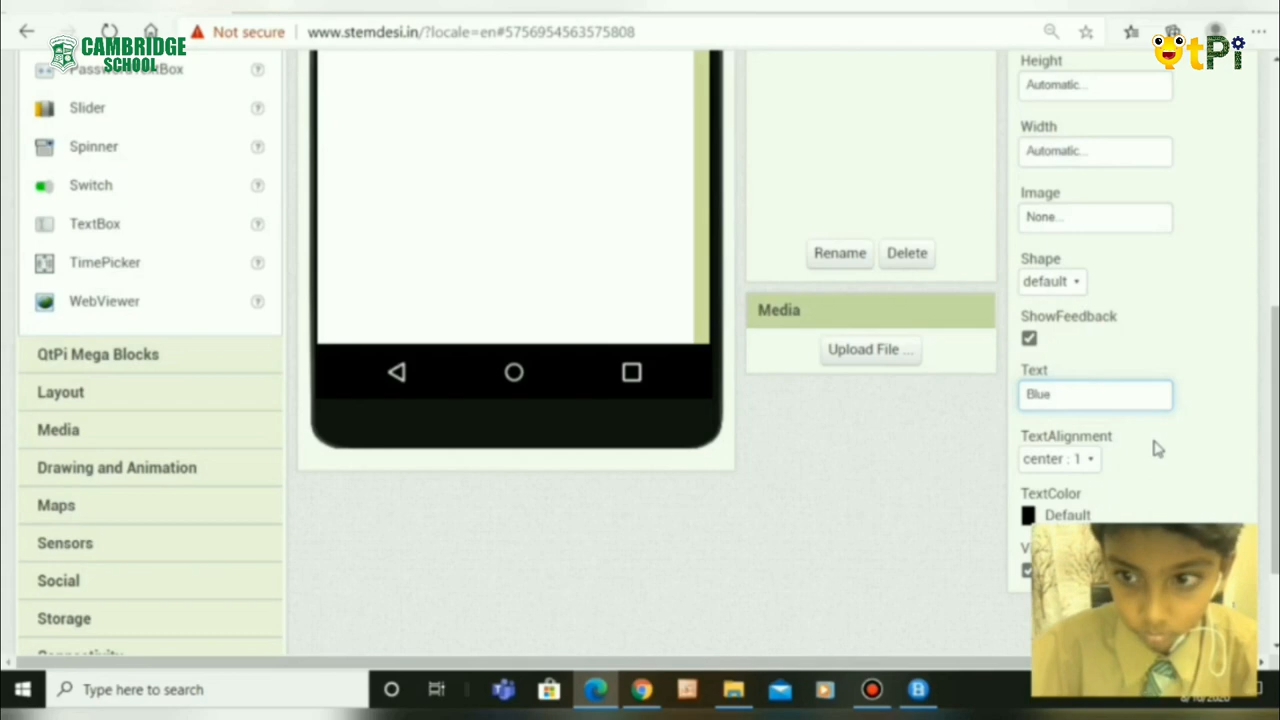 Not secure
www.stemdesi.in/?locale=en#5756954563575808
CAMBRIDGE
SCHOOL
QtPi
PasswordTextBox
Slider
Spinner
Switch
TextBox
TimePicker
WebViewer
QtPi Mega Blocks
Layout
Media
Drawing and Animation
Maps
Sensors
Social
Storage
Connectivity
Rename
Delete
Media
Upload File ...
Height
Automatic...
Width
Automatic...
Image
None...
Shape
default
ShowFeedback
Text
Blue
TextAlignment
center : 1
TextColor
Default
Type here to search